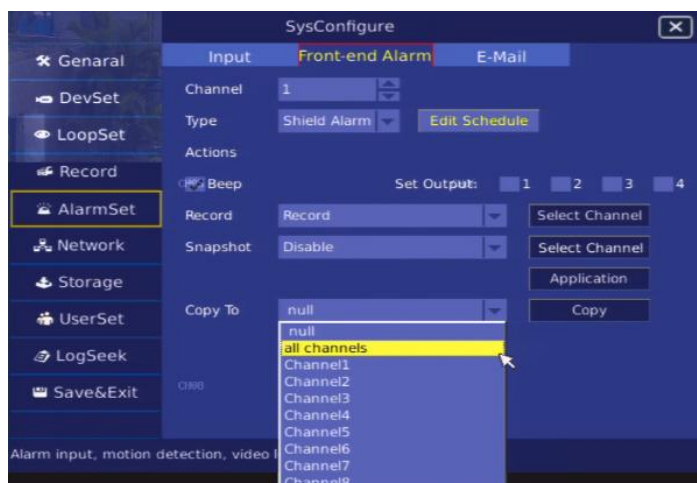 SysConfigure
Genaral
DevSet
LoopSet
Record
AlarmSet
Network
Storage
UserSet
LogSeek
Save&Exit
Input Front-end Alarm E-Mail
Channel 1
Type Shield Alarm Edit Schedule
Actions
Beep Set Output: 1 2 3 4
Record Record Select Channel
Snapshot Disable Select Channel
Application
Copy To null Copy
null
all channels
Channel1
Channel2
Channel3
Channel4
Channel5
Channel6
Channel7
Channel8
Alarm input, motion detection, video